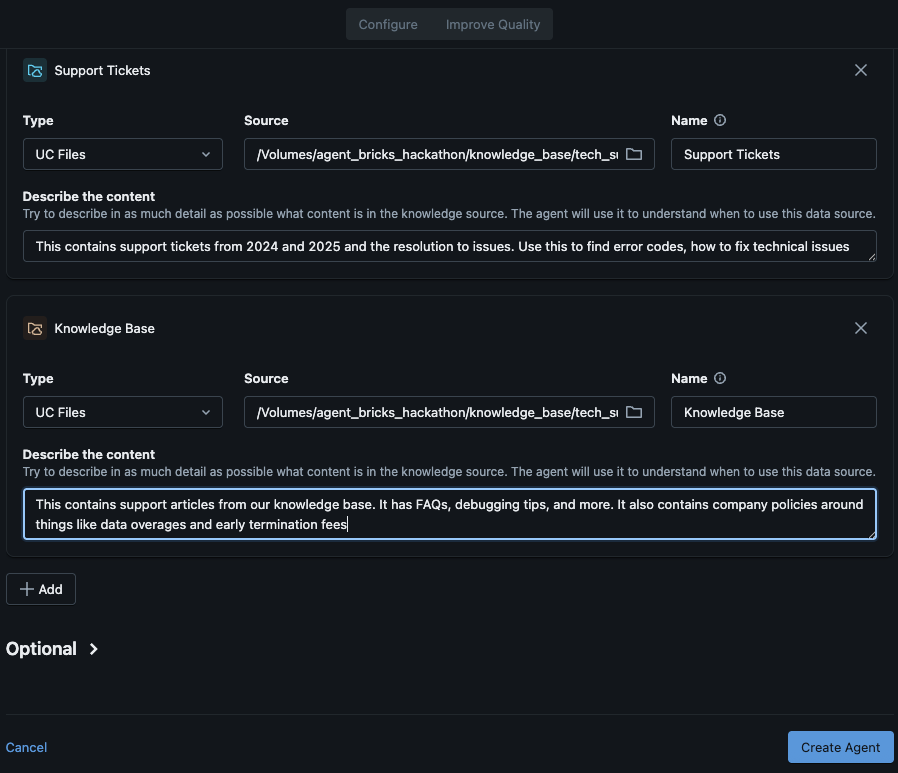 Configure Improve Quality
Support Tickets
Type Source Name
UC Files /Volumes/agent_bricks_hackathon/knowledge_base/tech_su Support Tickets
Describe the content
Try to describe in as much detail as possible what content is in the knowledge source. The agent will use it to understand when to use this data source.
This contains support tickets from 2024 and 2025 and the resolution to issues. Use this to find error codes, how to fix technical issues
Knowledge Base
Type Source Name
UC Files /Volumes/agent_bricks_hackathon/knowledge_base/tech_su Knowledge Base
Describe the content
Try to describe in as much detail as possible what content is in the knowledge source. The agent will use it to understand when to use this data source.
This contains support articles from our knowledge base. It has FAQs, debugging tips, and more. It also contains company policies around
things like data overages and early termination fees
Add
Optional
Cancel Create Agent